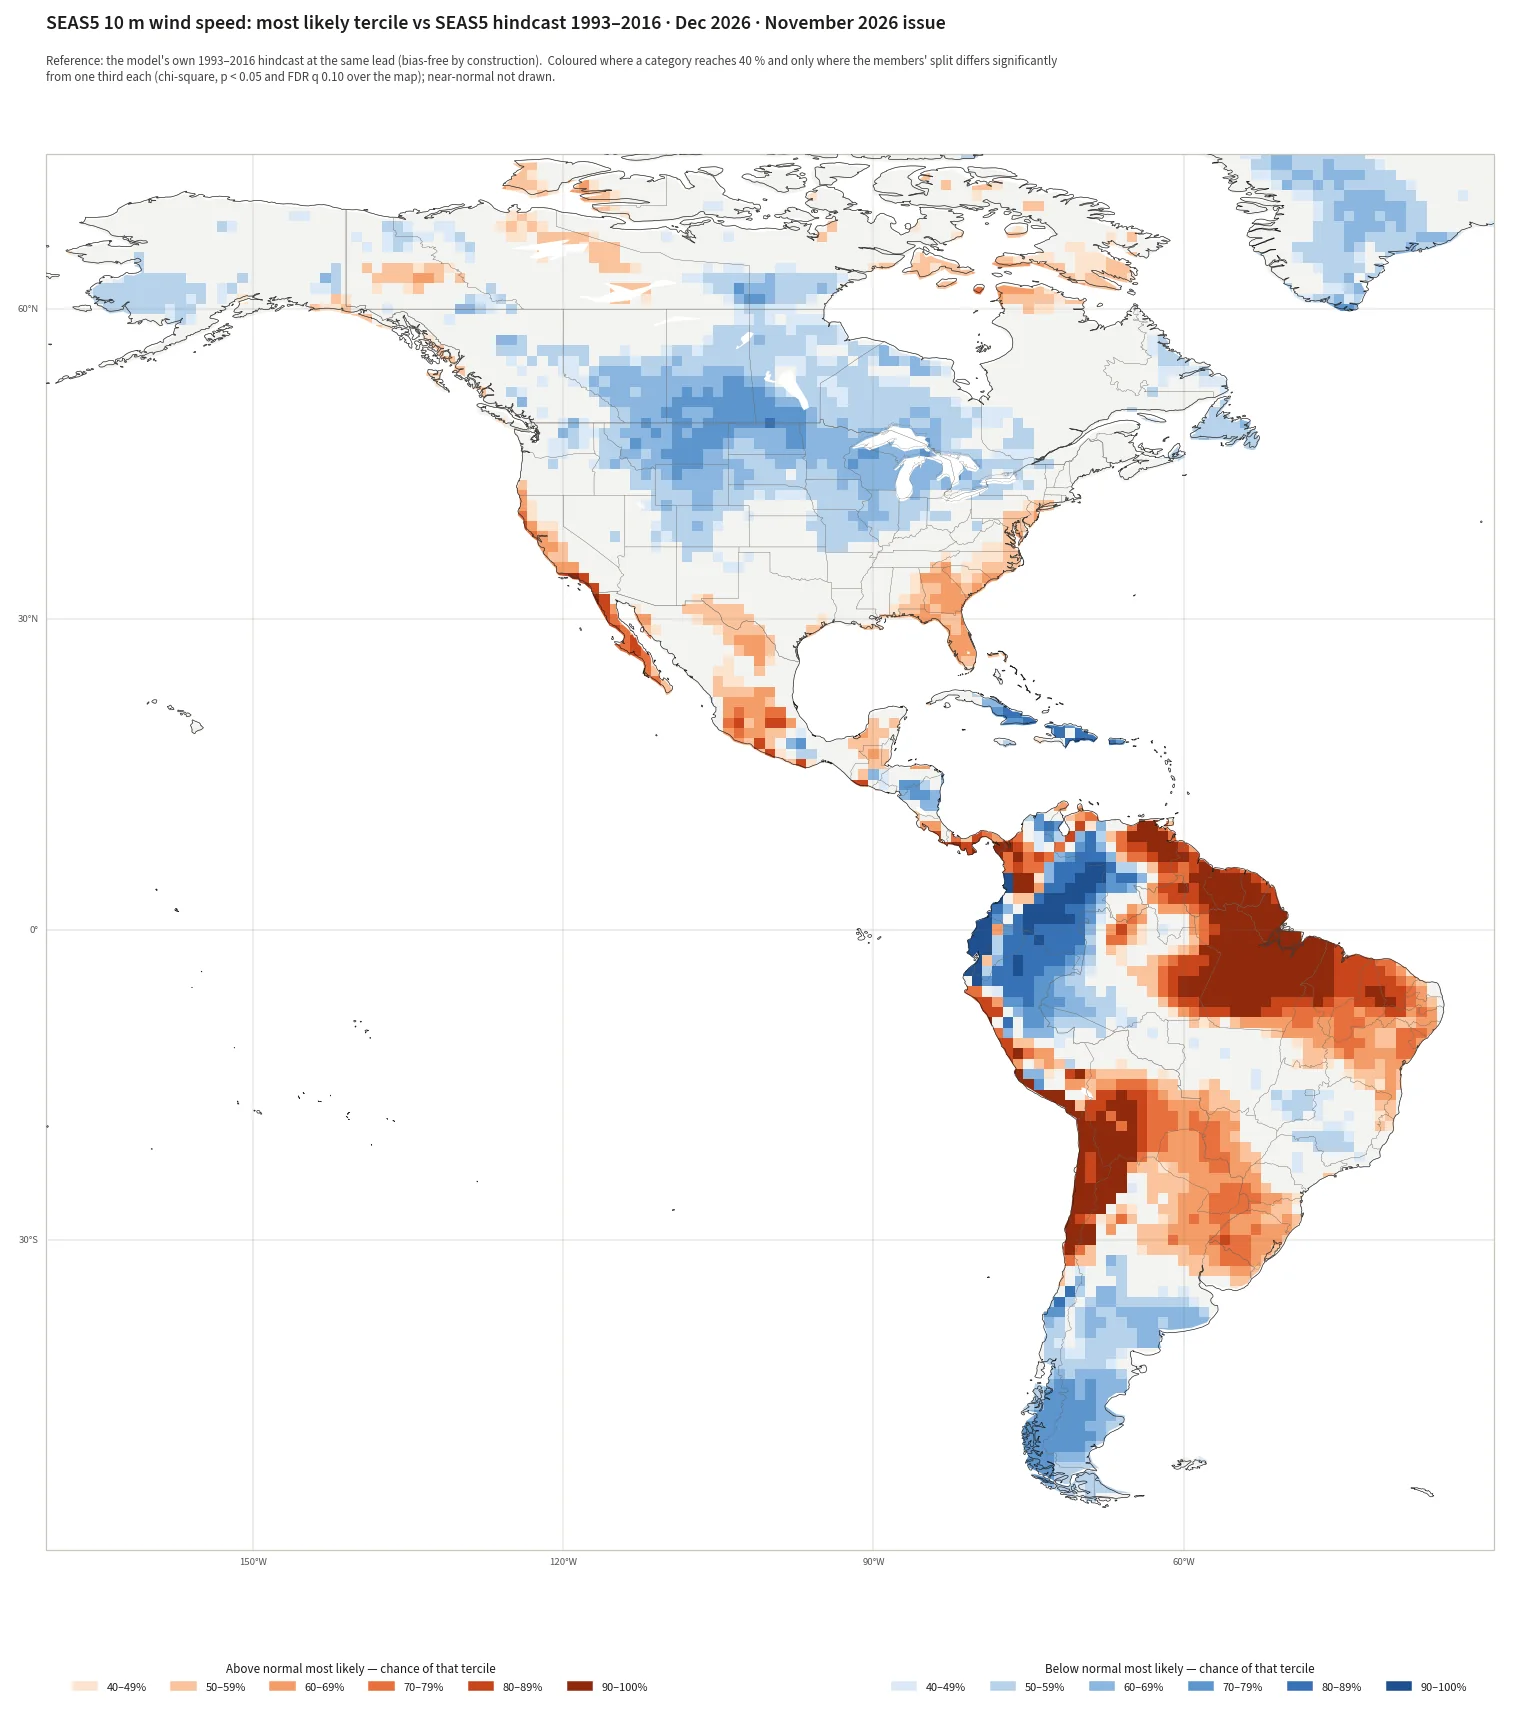 SEAS5 10 m wind speed: most likely tercile vs SEAS5 hindcast 1993–2016 · Dec 2026 · November 2026 issue
Reference: the model's own 1993–2016 hindcast at the same lead (bias-free by construction). Coloured where a category reaches 40 % and only where the members' split differs significantly
from one third each (chi-square, p < 0.05 and FDR q 0.10 over the map); near-normal not drawn.
60°N
30°N
0°
30°S
150°W
120°W
90°W
60°W
Above normal most likely — chance of that tercile
40–49%
50–59%
60–69%
70–79%
80–89%
90–100%
Below normal most likely — chance of that tercile
40–49%
50–59%
60–69%
70–79%
80–89%
90–100%